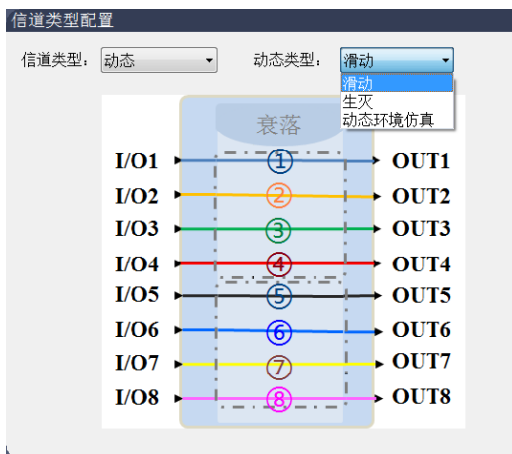 信道类型配置
信道类型： 动态 动态类型： 滑动
滑动
生灭
动态环境仿真
衰落
I/O1 ① OUT1
I/O2 ② OUT2
I/O3 ③ OUT3
I/O4 ④ OUT4
I/O5 ⑤ OUT5
I/O6 ⑥ OUT6
I/O7 ⑦ OUT7
I/O8 ⑧ OUT8